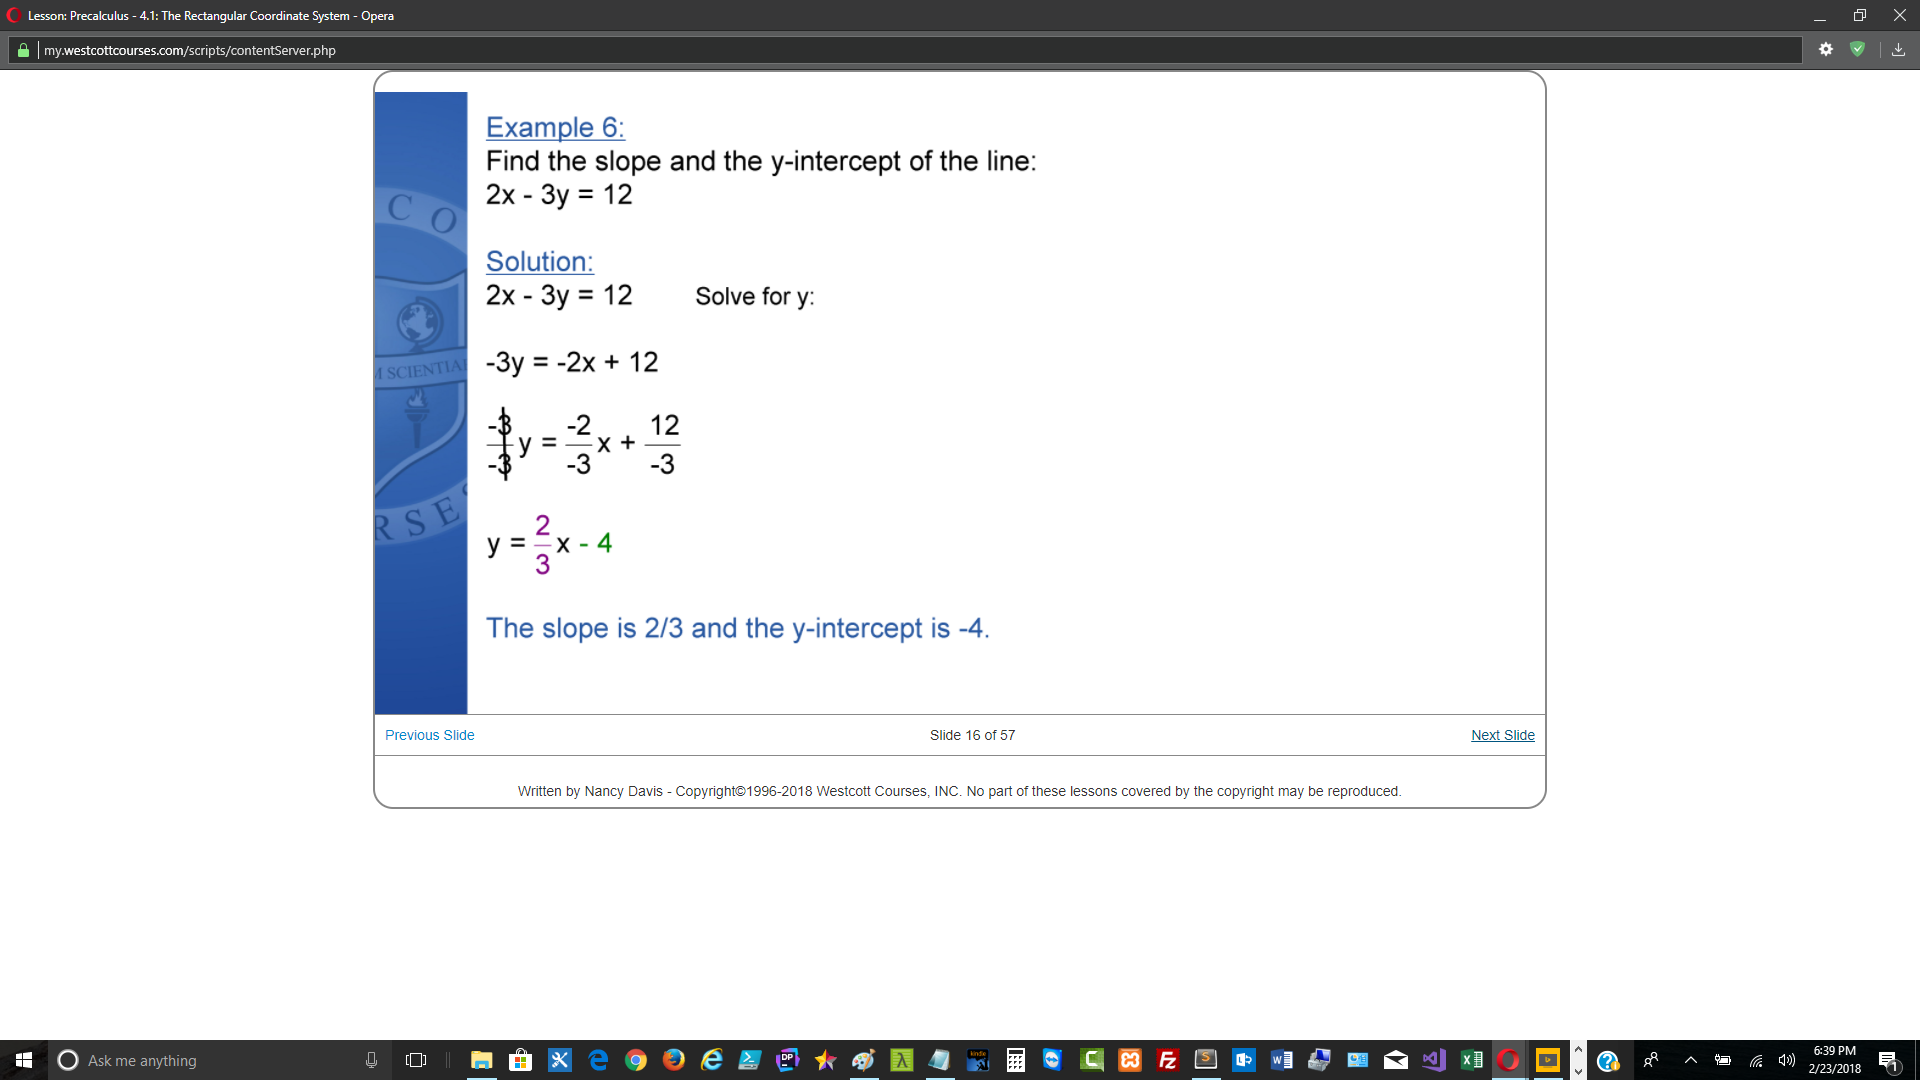 Lesson: Precalculus - 4.1: The Rectangular Coordinate System - Opera
my.westcottcourses.com/scripts/contentServer.php
Example 6:
Find the slope and the y-intercept of the line:
2x - 3y = 12
Solution:
2x - 3y = 12 Solve for y:
-3y = -2x + 12
-3/-3 y = -2/-3 x + 12/-3
y = 2/3 x - 4
The slope is 2/3 and the y-intercept is -4.
C O
M SCIENTIA
R S E S
Previous Slide Slide 16 of 57 Next Slide
Written by Nancy Davis - Copyright©1996-2018 Westcott Courses, INC. No part of these lessons covered by the copyright may be reproduced.
Ask me anything
6:39 PM
2/23/2018
1